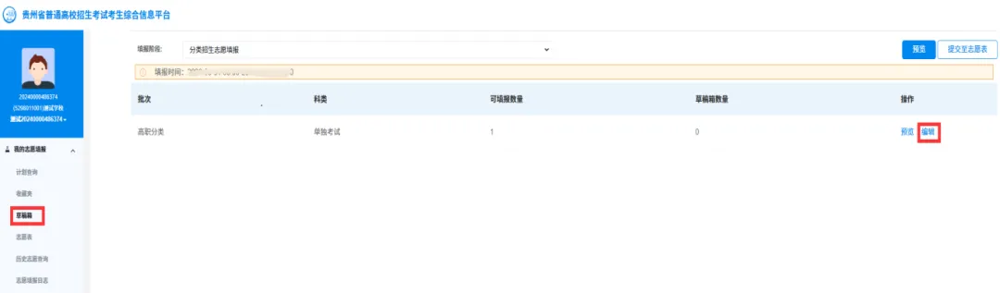 贵州省普通高校招生考试考生综合信息平台
20240000486374
(5298011001)测试学校
测试20240000486374
我的志愿填报
计划查询
收藏夹
草稿箱
志愿表
历史志愿查询
志愿填报日志
填报阶段: 分类招生志愿填报 预览 提交至志愿表
填报时间:
批次 科类 可填报数量 草稿箱数量 操作
高职分类 单独考试 1 0 预览 编辑